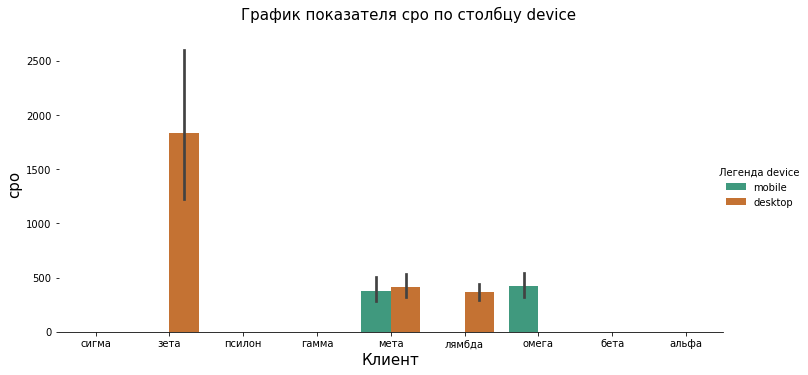 График показателя cpo по столбцу device
2500
2000
1500
1000
500
0
cpo
сигма зета псилон гамма мета лямбда омега бета альфа
Клиент
Легенда device
mobile
desktop